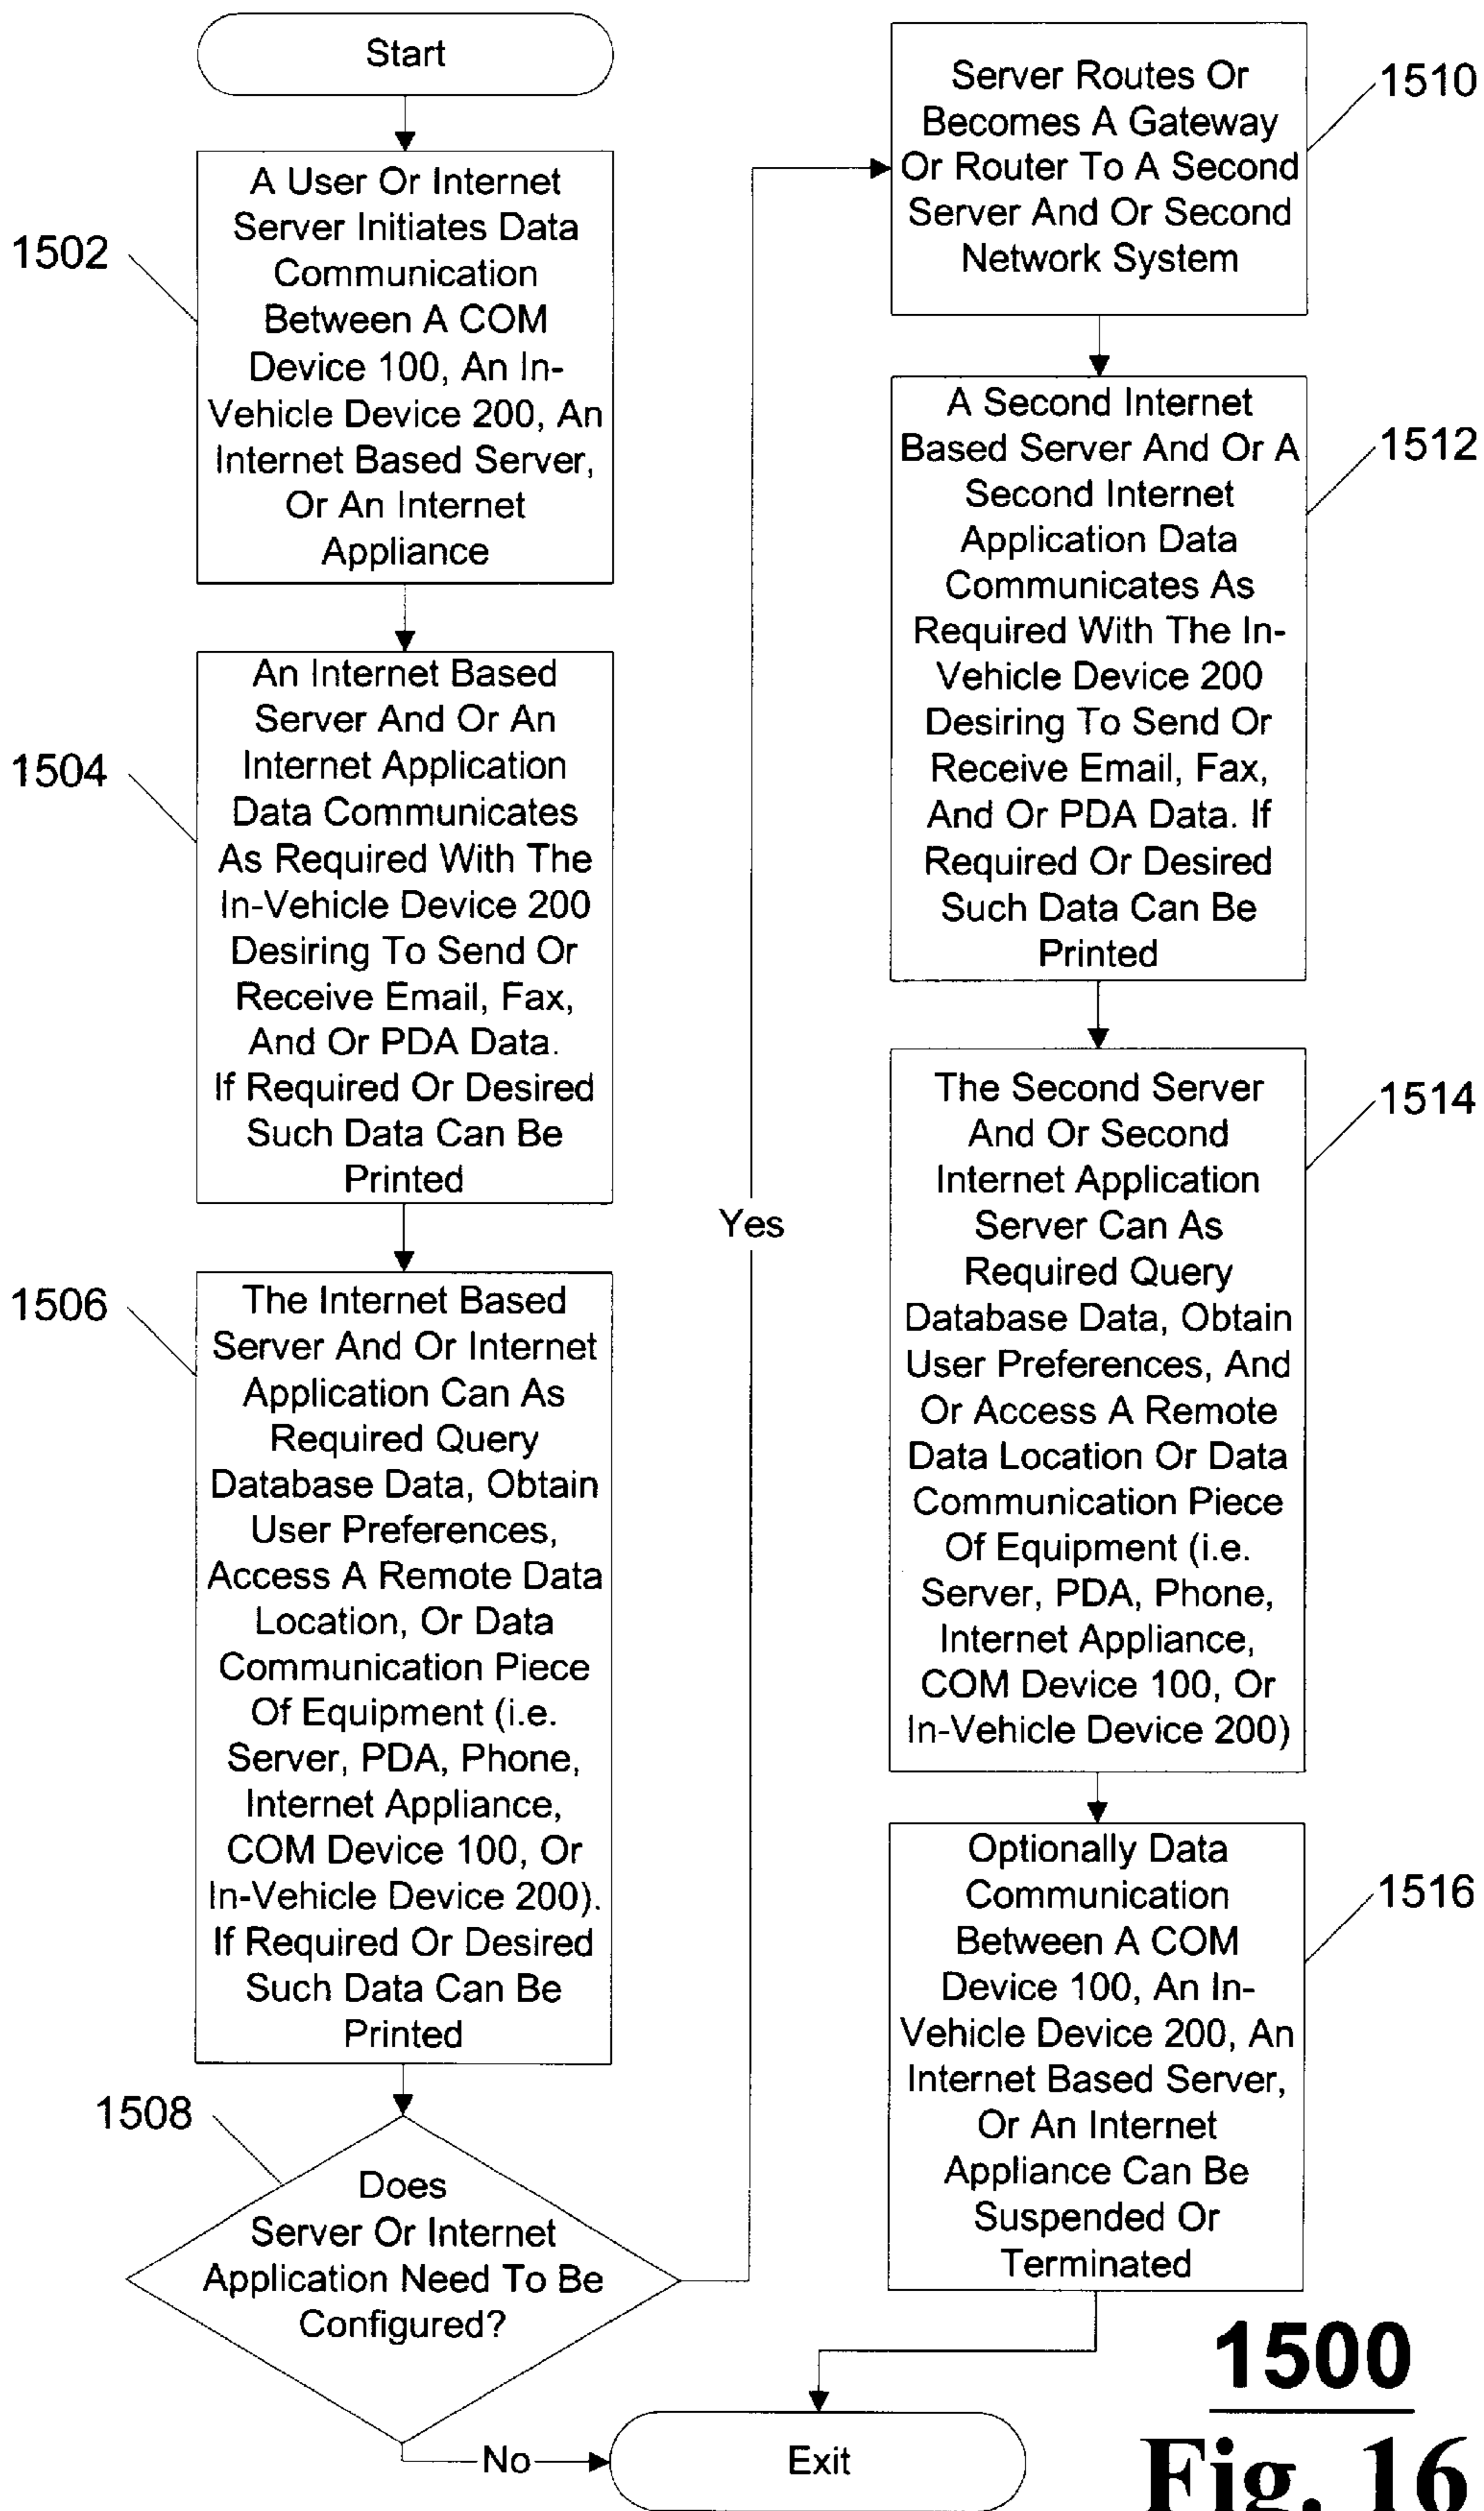 Start
1502
A User Or Internet
Server Initiates Data
Communication
Between A COM
Device 100, An In-
Vehicle Device 200, An
Internet Based Server,
Or An Internet
Appliance
1504
An Internet Based
Server And Or An
Internet Application
Data Communicates
As Required With The
In-Vehicle Device 200
Desiring To Send Or
Receive Email, Fax,
And Or PDA Data.
If Required Or Desired
Such Data Can Be
Printed
1506
The Internet Based
Server And Or Internet
Application Can As
Required Query
Database Data, Obtain
User Preferences,
Access A Remote Data
Location, Or Data
Communication Piece
Of Equipment (i.e.
Server, PDA, Phone,
Internet Appliance,
COM Device 100, Or
In-Vehicle Device 200).
If Required Or Desired
Such Data Can Be
Printed
1508
Does
Server Or Internet
Application Need To Be
Configured?
No
Yes
Server Routes Or
Becomes A Gateway
Or Router To A Second
Server And Or Second
Network System
1510
A Second Internet
Based Server And Or A
Second Internet
Application Data
Communicates As
Required With The In-
Vehicle Device 200
Desiring To Send Or
Receive Email, Fax,
And Or PDA Data. If
Required Or Desired
Such Data Can Be
Printed
1512
The Second Server
And Or Second
Internet Application
Server Can As
Required Query
Database Data, Obtain
User Preferences, And
Or Access A Remote
Data Location Or Data
Communication Piece
Of Equipment (i.e.
Server, PDA, Phone,
Internet Appliance,
COM Device 100, Or
In-Vehicle Device 200)
1514
Optionally Data
Communication
Between A COM
Device 100, An In-
Vehicle Device 200, An
Internet Based Server,
Or An Internet
Appliance Can Be
Suspended Or
Terminated
1516
Exit
1500
Fig. 16